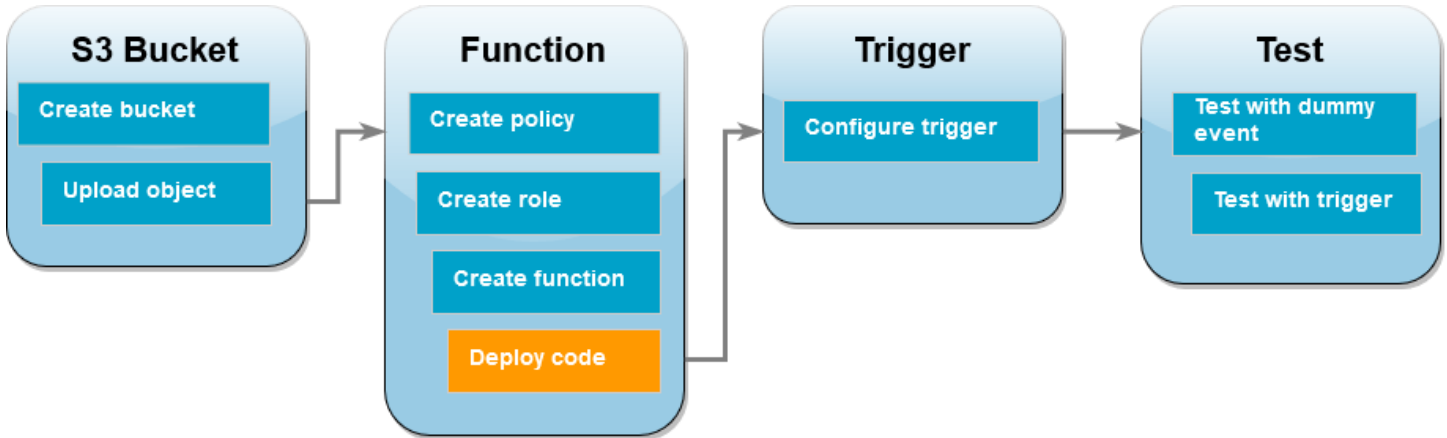 S3 Bucket
Create bucket
Upload object
Function
Create policy
Create role
Create function
Deploy code
Trigger
Configure trigger
Test
Test with dummy
event
Test with trigger